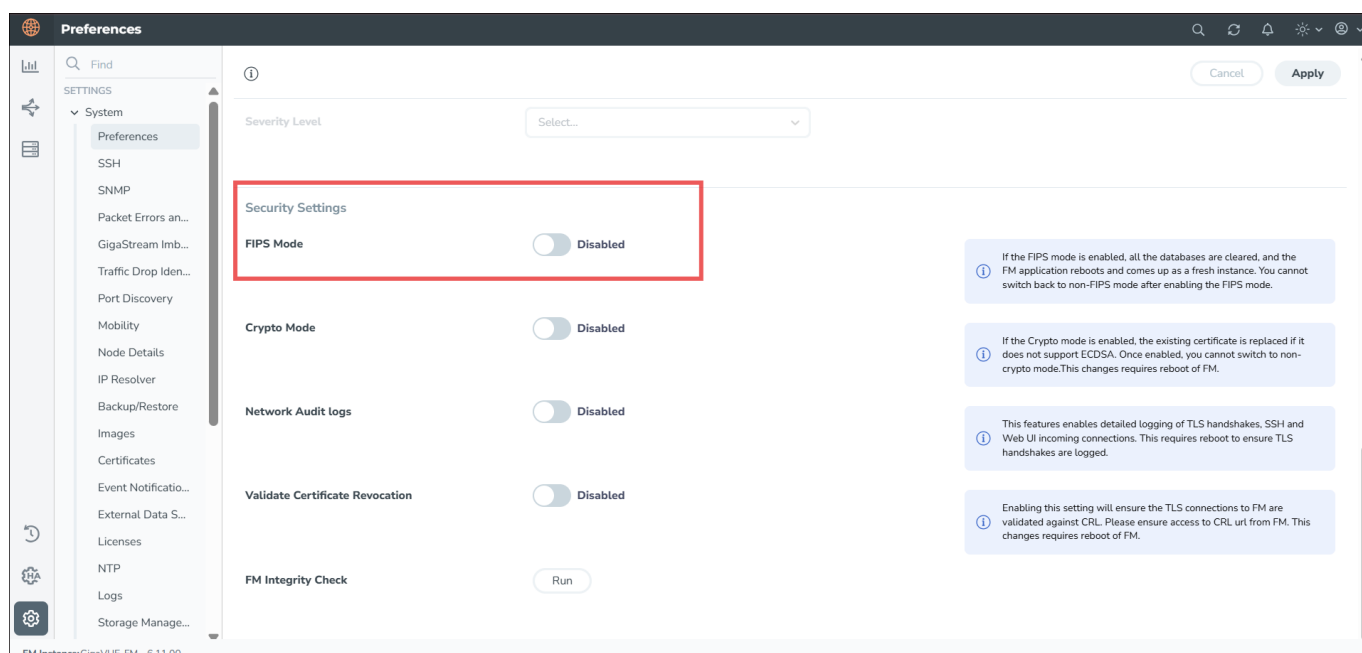 Preferences
Find
SETTINGS
System
Preferences
SSH
SNMP
Packet Errors an...
GigaStream Imb...
Traffic Drop Iden...
Port Discovery
Mobility
Node Details
IP Resolver
Backup/Restore
Images
Certificates
Event Notificatio...
External Data S...
Licenses
NTP
Logs
Storage Manage...
HA
Cancel
Apply
Severity Level
Select...
Security Settings
FIPS Mode
Disabled
If the FIPS mode is enabled, all the databases are cleared, and the
FM application reboots and comes up as a fresh instance. You cannot
switch back to non-FIPS mode after enabling the FIPS mode.
Crypto Mode
Disabled
If the Crypto mode is enabled, the existing certificate is replaced if it
does not support ECDSA. Once enabled, you cannot switch to non-
crypto mode.This changes requires reboot of FM.
Network Audit logs
Disabled
This features enables detailed logging of TLS handshakes, SSH and
Web UI incoming connections. This requires reboot to ensure TLS
handshakes are logged.
Validate Certificate Revocation
Disabled
Enabling this setting will ensure the TLS connections to FM are
validated against CRL. Please ensure access to CRL url from FM. This
changes requires reboot of FM.
FM Integrity Check
Run
FM Instance: GigaVUE-FM - 6.11.00